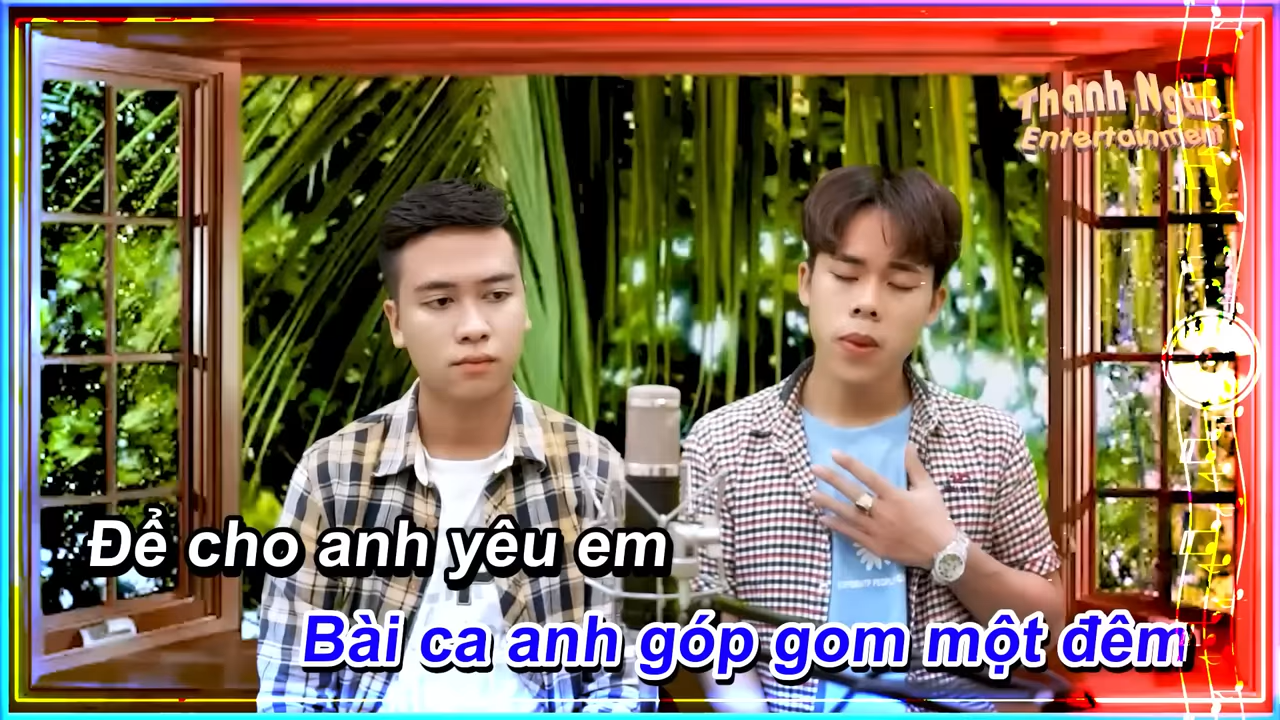 Thanh Ngân
Entertainment
Để cho anh yêu em
Bài ca anh góp gom một đêm